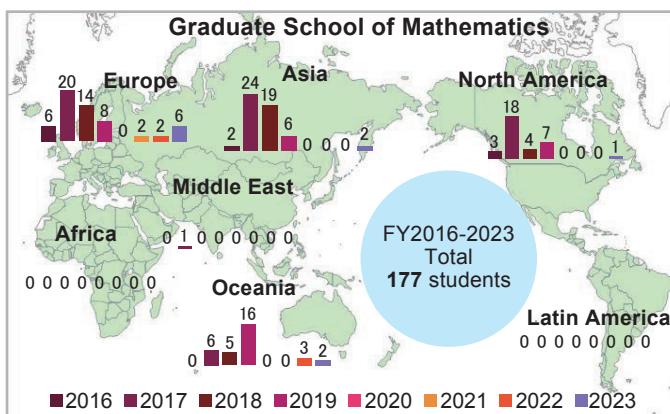 Graduate School of Mathematics
Europe
6 20 14 8 0 2 2 6
Asia
2 24 19 6 0 0 0 2
North America
3 18 4 7 0 0 0 1
Middle East
0 1 0 0 0 0 0 0
Africa
0 0 0 0 0 0 0 0
FY2016-2023
Total
177 students
Oceania
0 6 5 16 0 0 3 2
Latin America
0 0 0 0 0 0 0 0
2016 2017 2018 2019 2020 2021 2022 2023